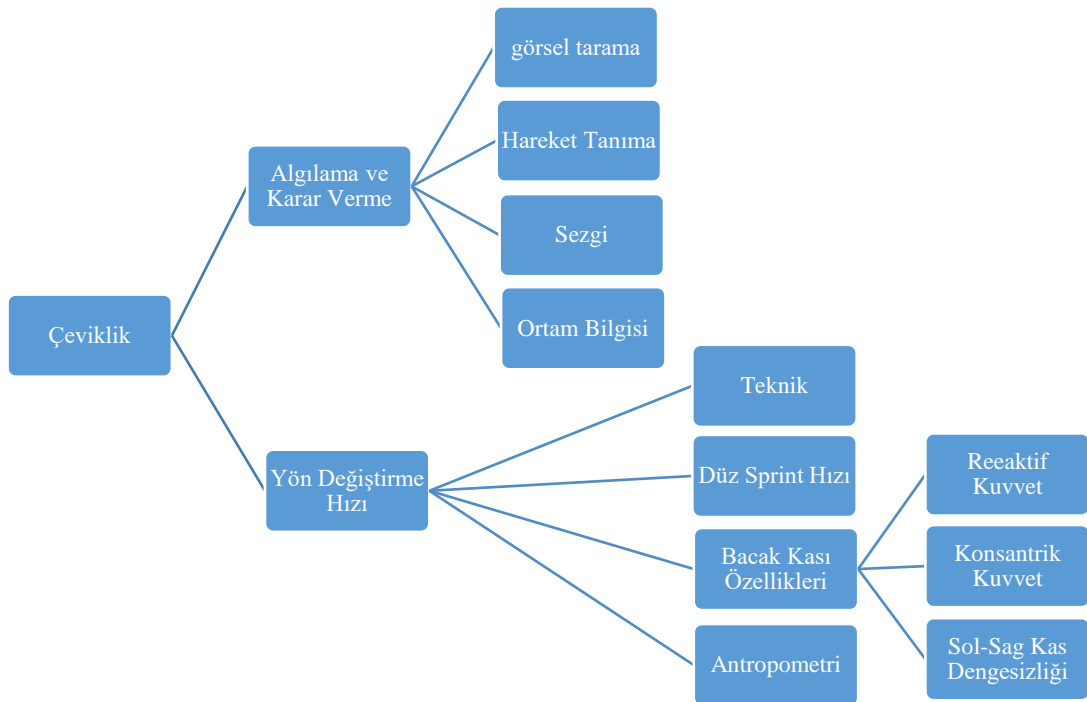 görsel tarama
Hareket Tanıma
Algılama ve
Karar Verme
Sezgi
Ortam Bilgisi
Çeviklik
Teknik
Yön Değiştirme
Hızı
Düz Sprint Hızı
Reeaktif
Kuvvet
Bacak Kası
Özellikleri
Konsantrik
Kuvvet
Antropometri
Sol-Sag Kas
Dengesizliği